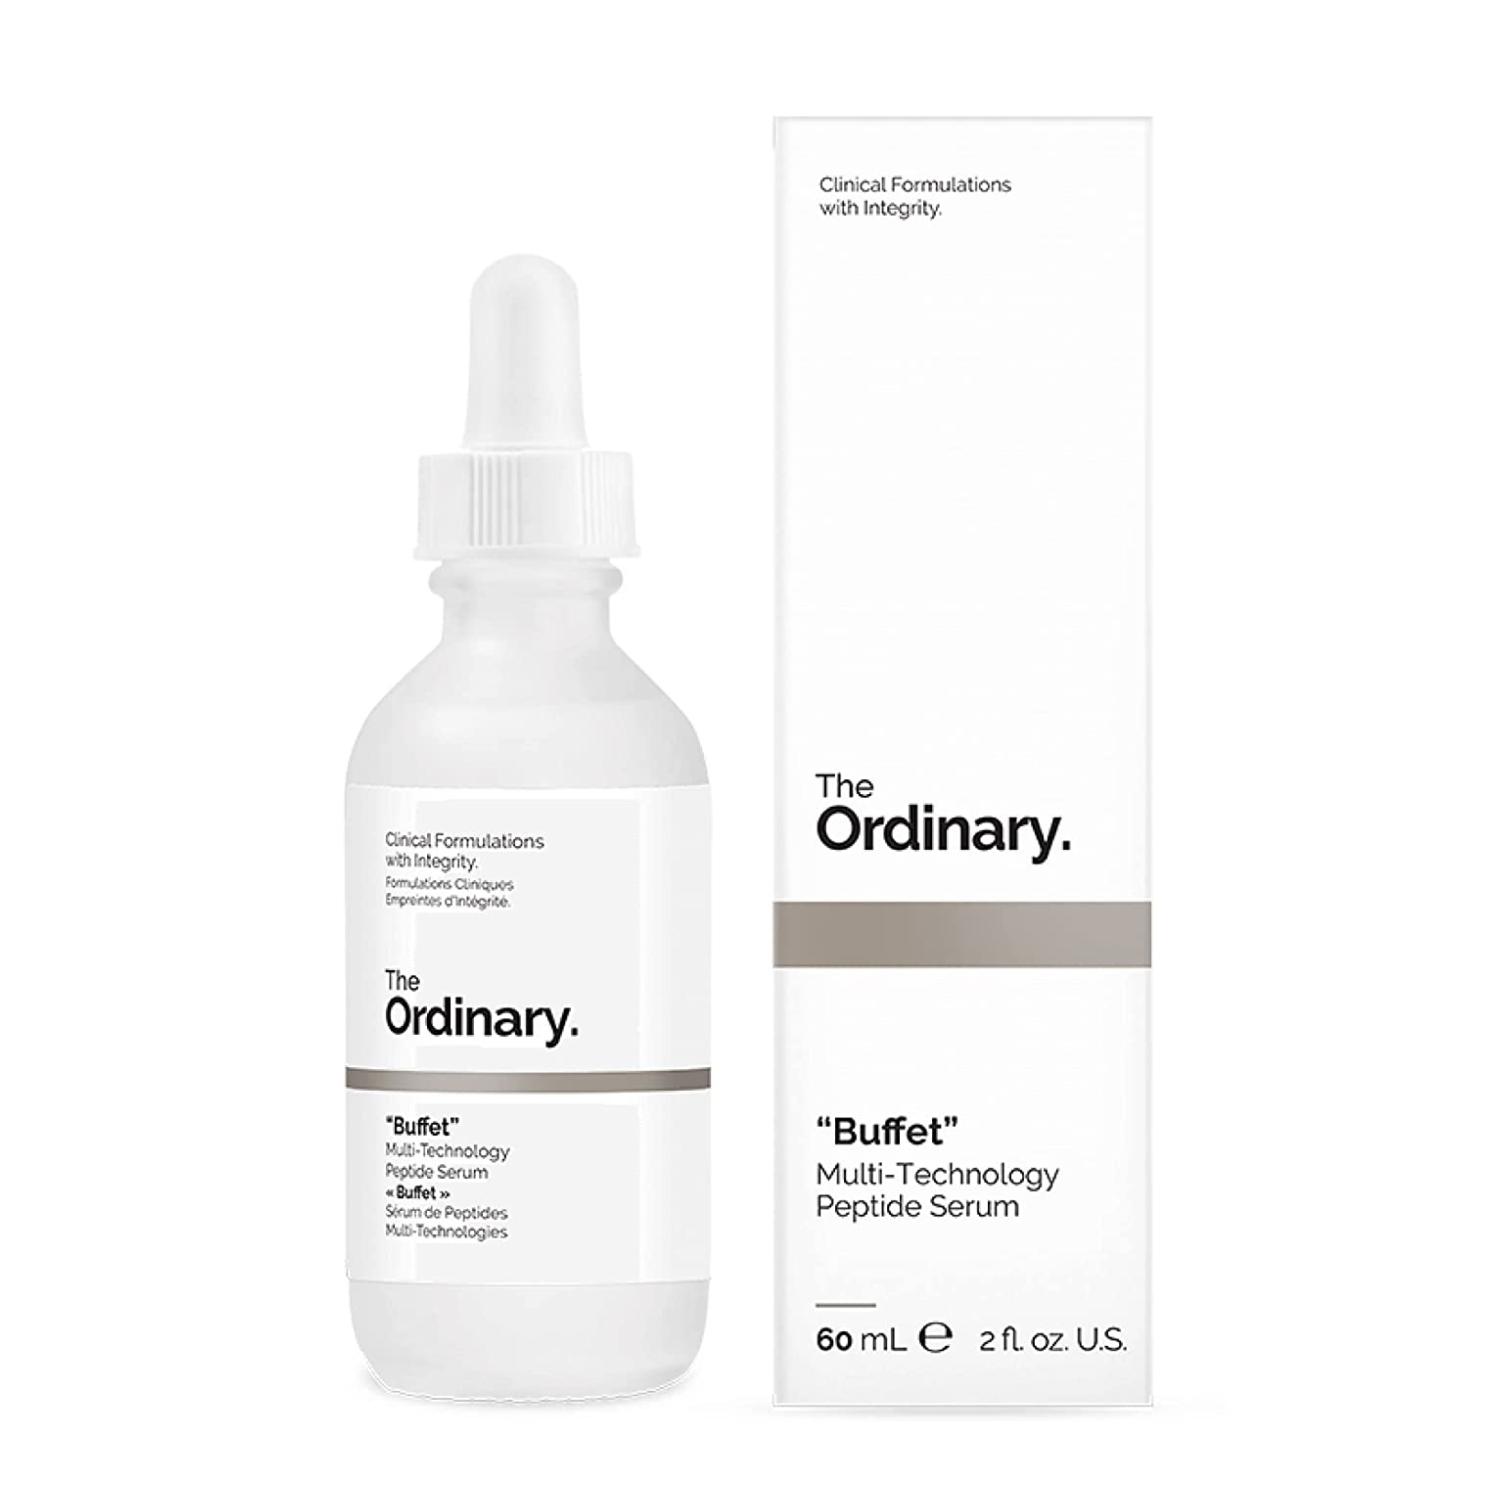 Clinical Formulations
with Integrity.
Formulations Cliniques
Empreintes d'Intégrité.
The
Ordinary.
"Buffet"
Multi-Technology
Peptide Serum
« Buffet »
Sérum de Peptides
Multi-Technologies
Clinical Formulations
with Integrity.
The
Ordinary.
"Buffet"
Multi-Technology
Peptide Serum
60 mL ℮ 2 fl. oz. U.S.